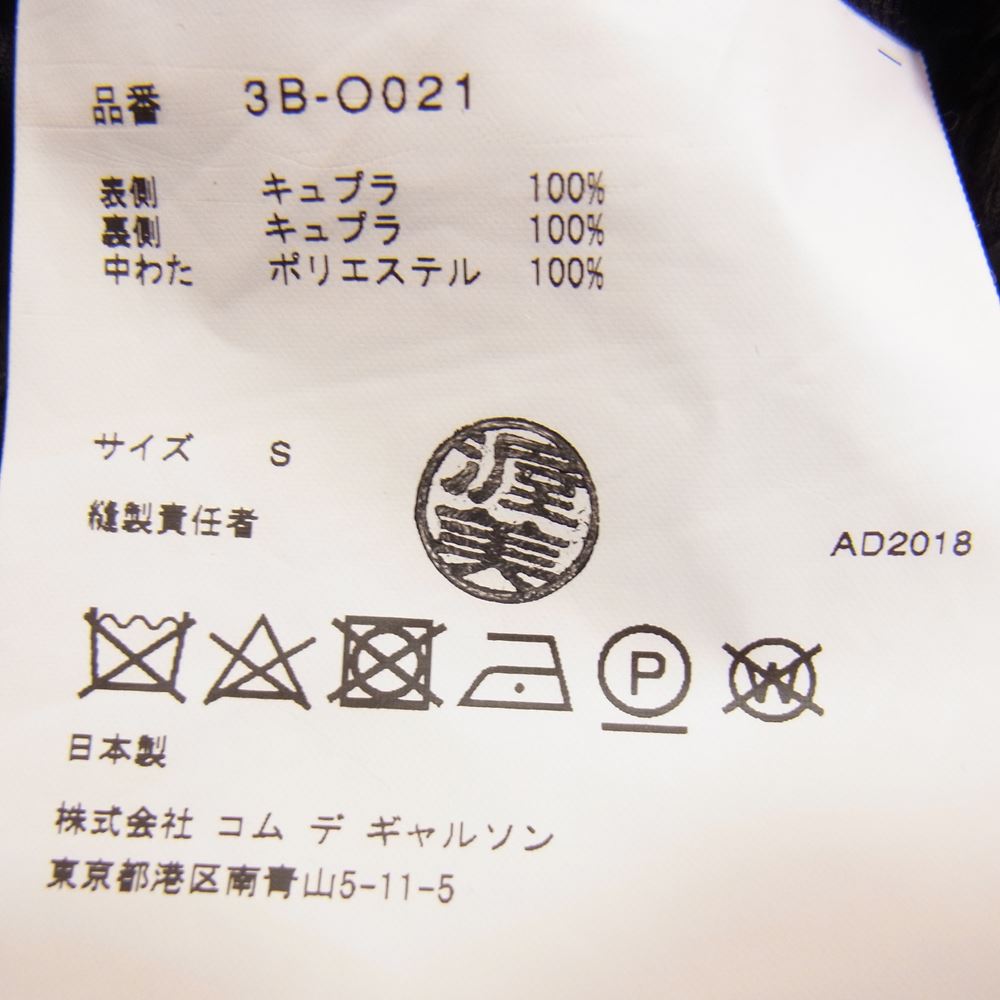 品番 3B-O021
表側 キュプラ 100%
裏側 キュプラ 100%
中わた ポリエステル 100%
サイズ S
渥美
縫製責任者
AD2018
P W
日本製
株式会社 コム デ ギャルソン
東京都港区南青山5-11-5